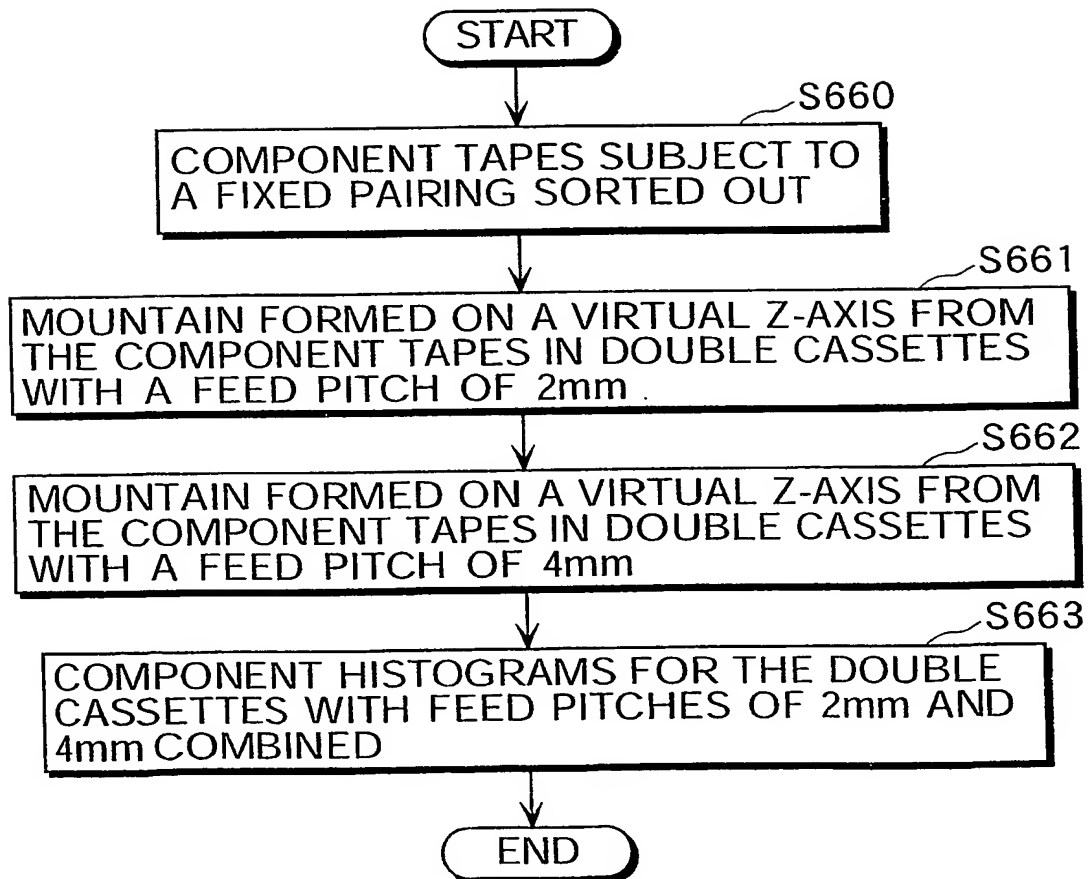 START
S660
COMPONENT TAPES SUBJECT TO
A FIXED PAIRING SORTED OUT
S661
MOUNTAIN FORMED ON A VIRTUAL Z-AXIS FROM
THE COMPONENT TAPES IN DOUBLE CASSETTES
WITH A FEED PITCH OF 2mm .
S662
MOUNTAIN FORMED ON A VIRTUAL Z-AXIS FROM
THE COMPONENT TAPES IN DOUBLE CASSETTES
WITH A FEED PITCH OF 4mm
S663
COMPONENT HISTOGRAMS FOR THE DOUBLE
CASSETTES WITH FEED PITCHES OF 2mm AND
4mm COMBINED
END